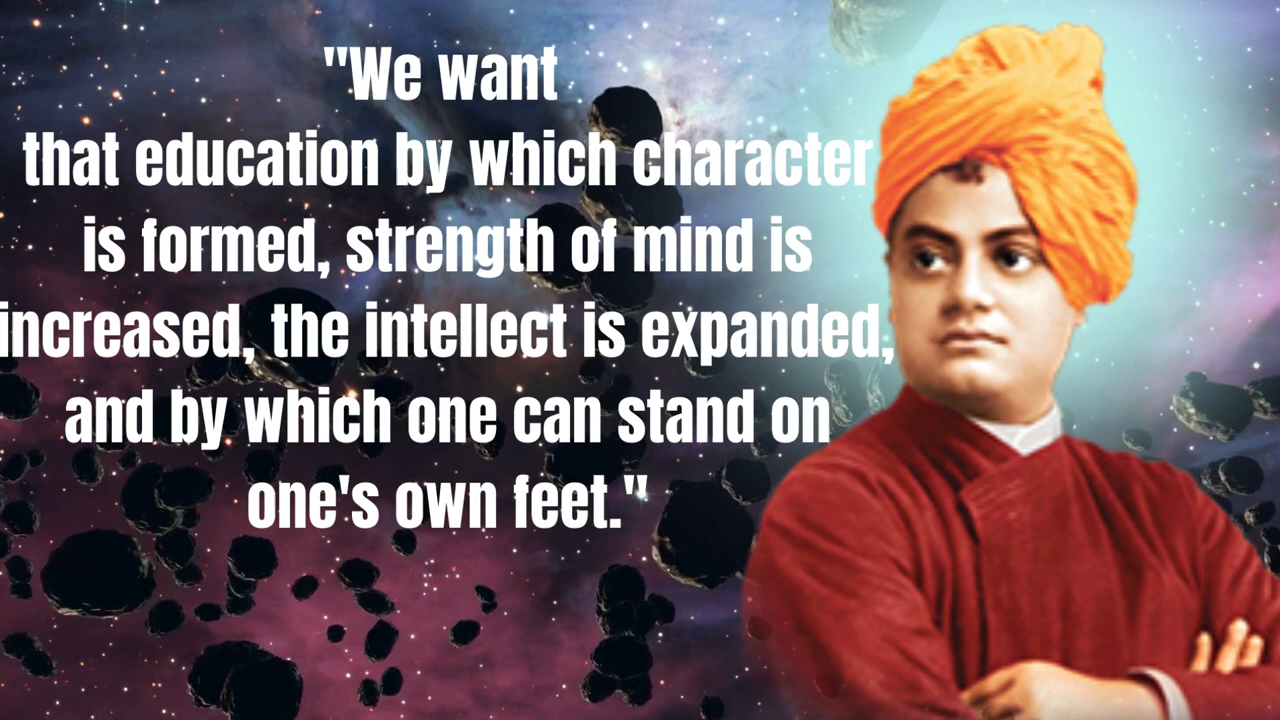 "We want
that education by which character
is formed, strength of mind is
increased, the intellect is expanded,
and by which one can stand on
one's own feet."